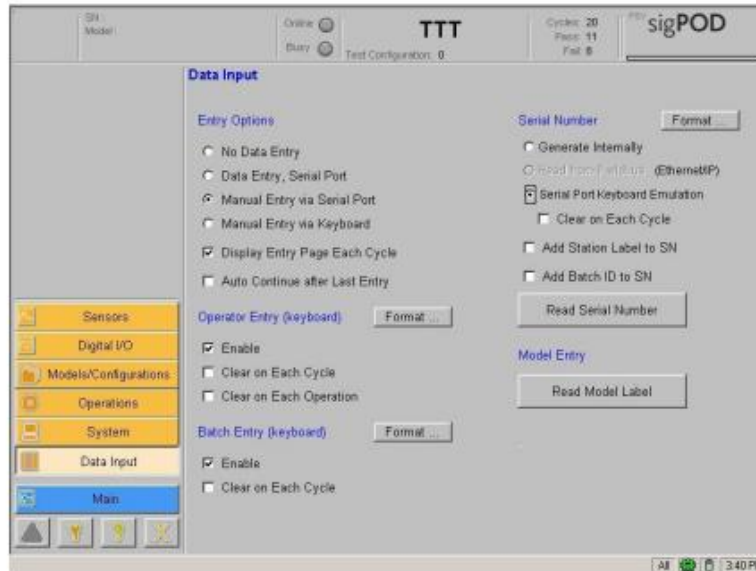 SN
Model
Online
Busy
TTT
Test Configuration: 0
Cycles: 20
Pass: 11
Fail: 8
sigPOD
Data Input
Entry Options
No Data Entry
Data Entry, Serial Port
Manual Entry via Serial Port
Manual Entry via Keyboard
Display Entry Page Each Cycle
Auto Continue after Last Entry
Operator Entry (keyboard)
Format ...
Enable
Clear on Each Cycle
Clear on Each Operation
Batch Entry (keyboard)
Format ...
Enable
Clear on Each Cycle
Serial Number
Format ...
Generate Internally
(Ethernet/IP)
Serial Port Keyboard Emulation
Clear on Each Cycle
Add Station Label to SN
Add Batch ID to SN
Read Serial Number
Model Entry
Read Model Label
Sensors
Digital I/O
Models/Configurations
Operations
System
Data Input
Main
All
3:40 P